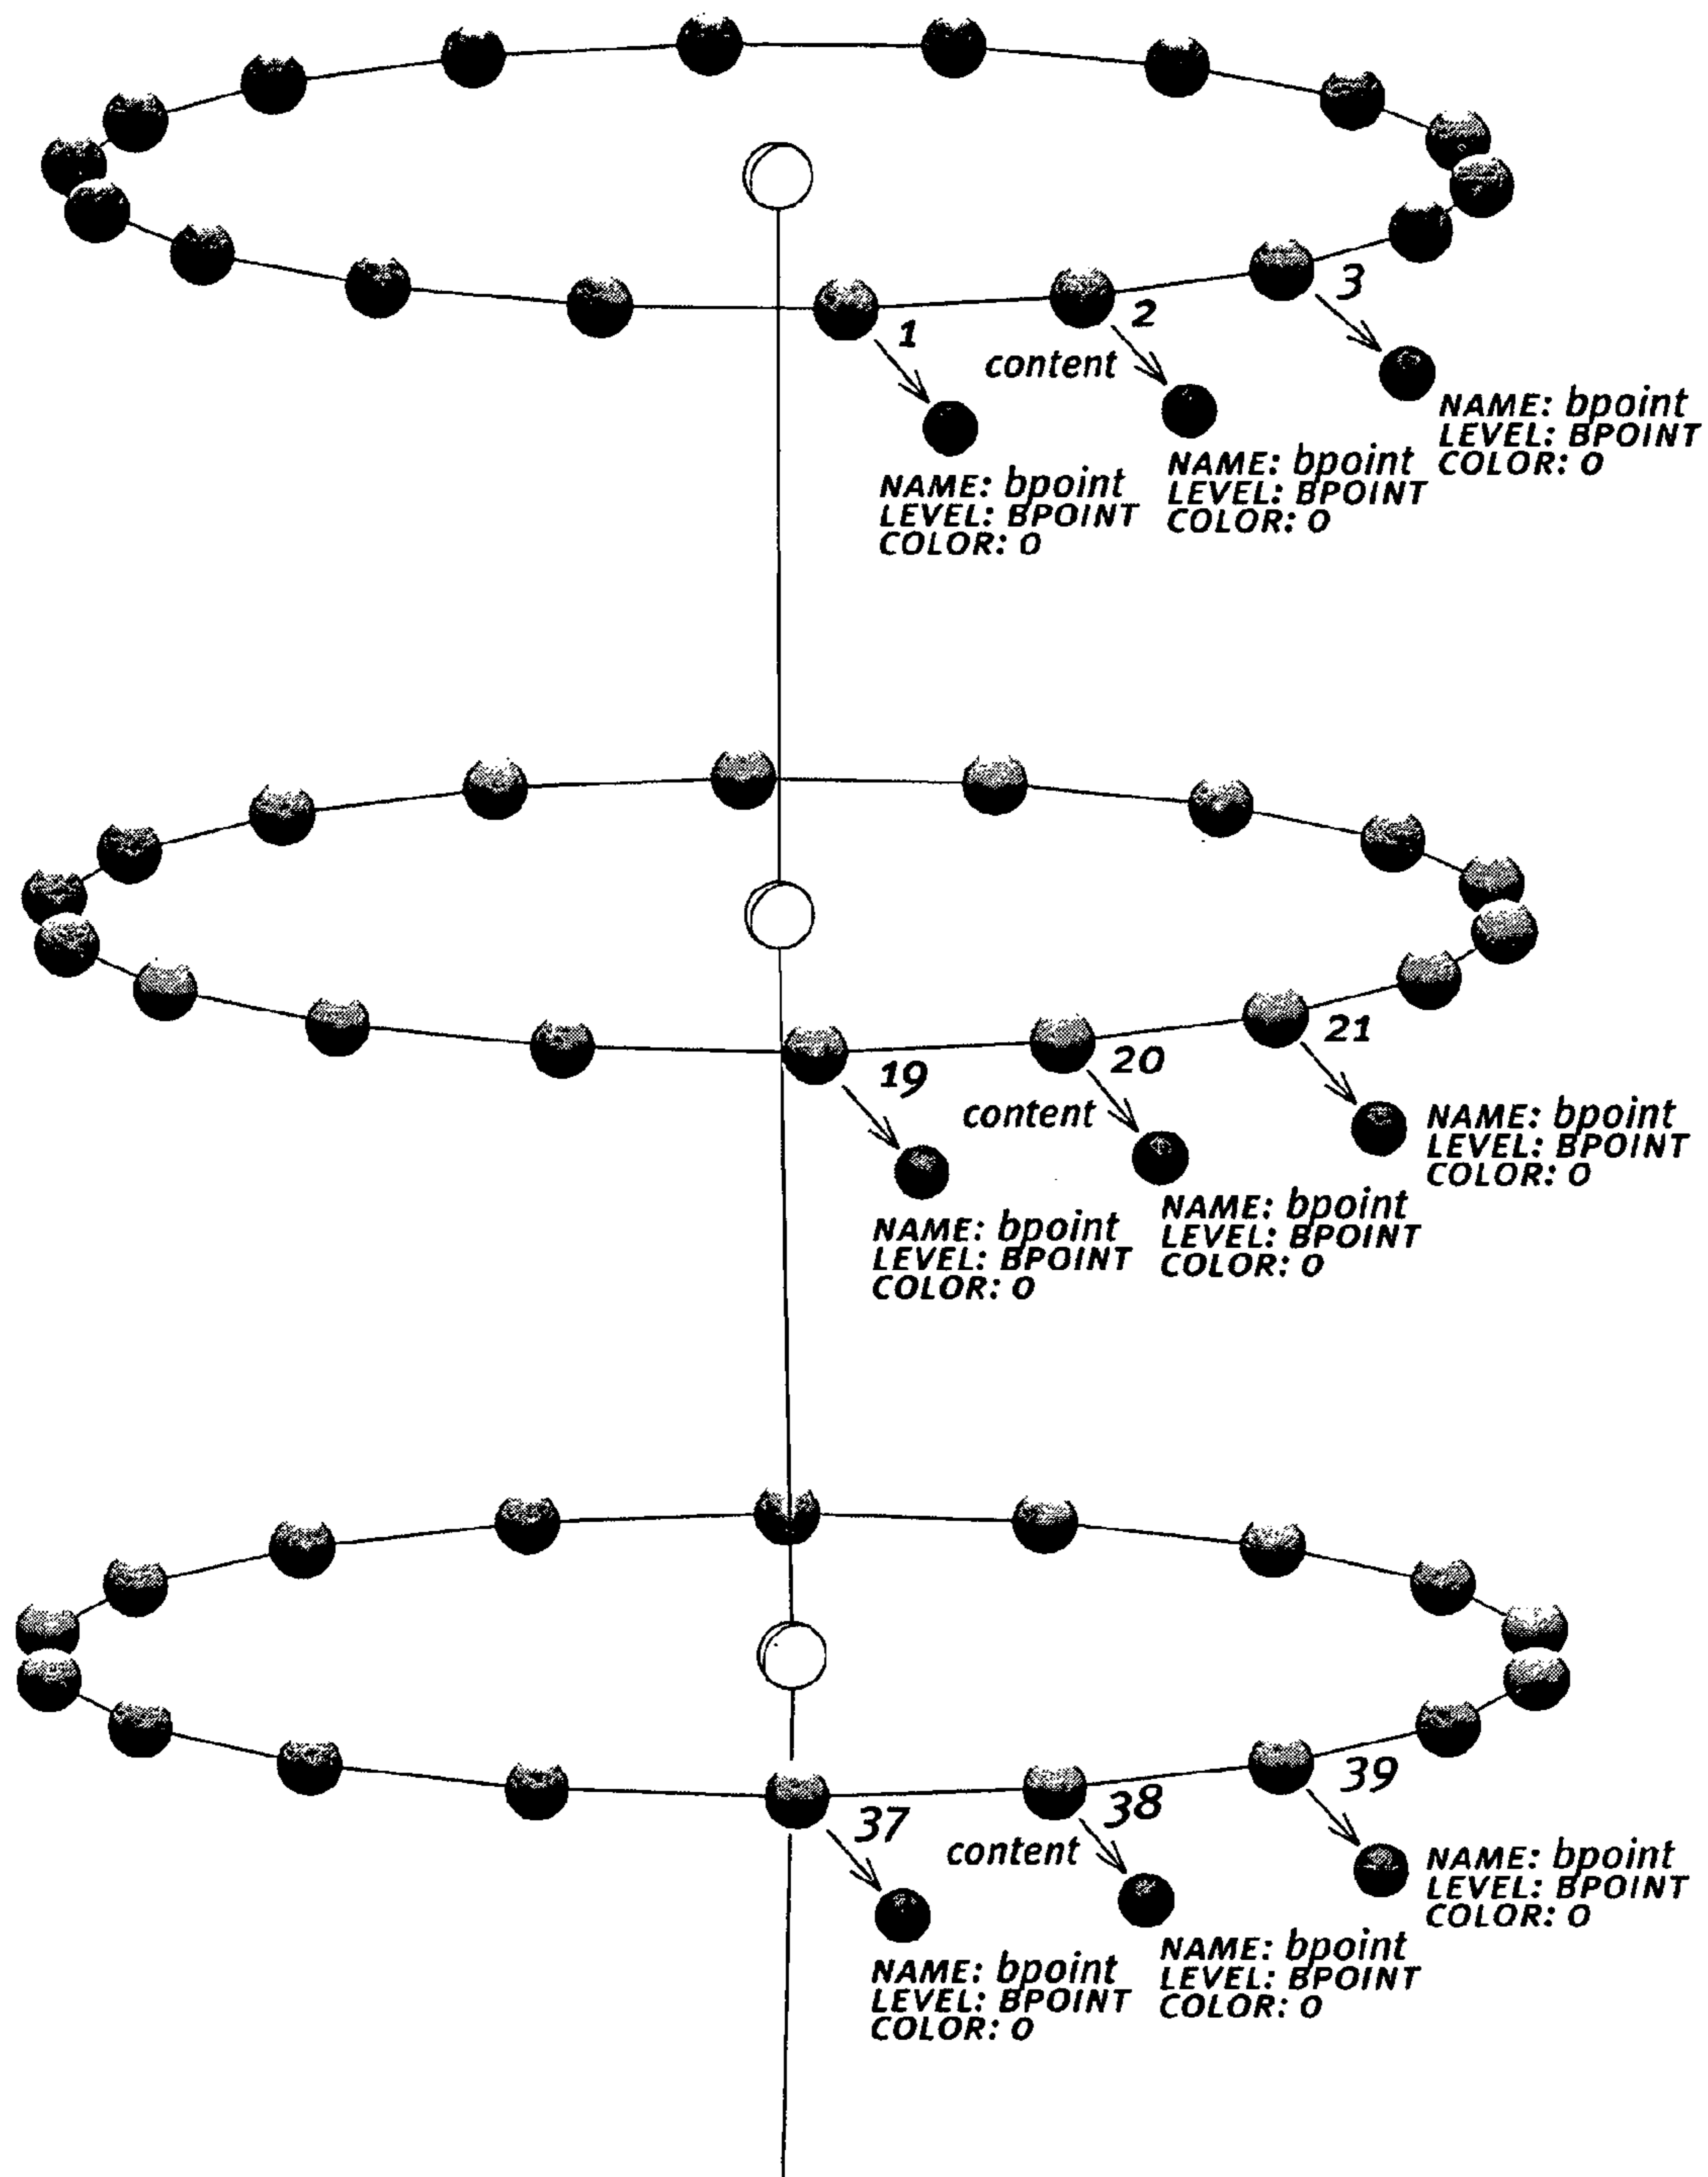 1
2
3
content
NAME: bpoint
LEVEL: BPOINT
COLOR: 0
NAME: bpoint
LEVEL: BPOINT
COLOR: 0
NAME: bpoint
LEVEL: BPOINT
COLOR: 0
19
20
21
content
NAME: bpoint
LEVEL: BPOINT
COLOR: 0
NAME: bpoint
LEVEL: BPOINT
COLOR: 0
NAME: bpoint
LEVEL: BPOINT
COLOR: 0
37
38
39
content
NAME: bpoint
LEVEL: BPOINT
COLOR: 0
NAME: bpoint
LEVEL: BPOINT
COLOR: 0
NAME: bpoint
LEVEL: BPOINT
COLOR: 0